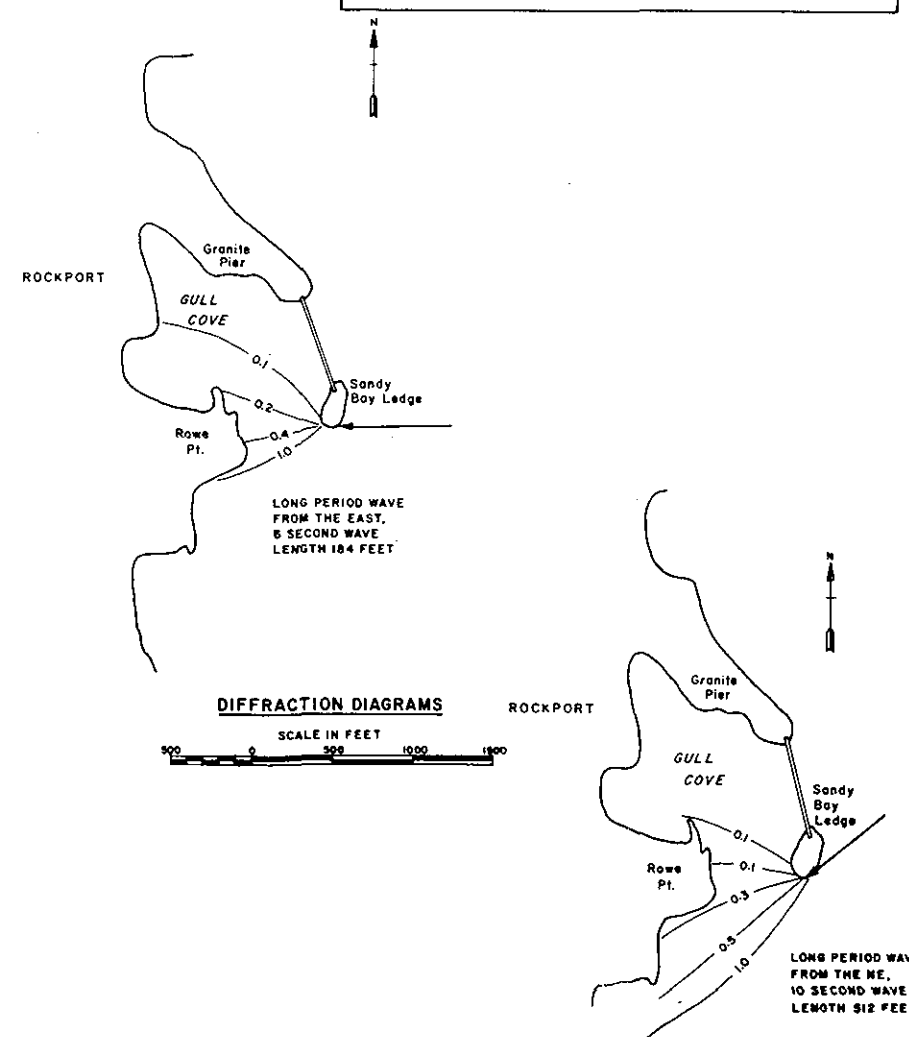 N
Granite
Pier
ROCKPORT
GULL
COVE
0.1
Sandy
Bay Ledge
0.2
Rowe
Pt.
0.4
1.0
LONG PERIOD WAVE
FROM THE EAST,
6 SECOND WAVE
LENGTH 184 FEET
DIFFRACTION DIAGRAMS
SCALE IN FEET
500 0 500 1000 1500
N
ROCKPORT
Granite
Pier
GULL
COVE
Sandy
Bay
Ledge
0.1
Rowe
Pt.
0.1
0.3
0.5
1.0
LONG PERIOD WAV
FROM THE NE,
10 SECOND WAVE
LENGTH 512 FEE